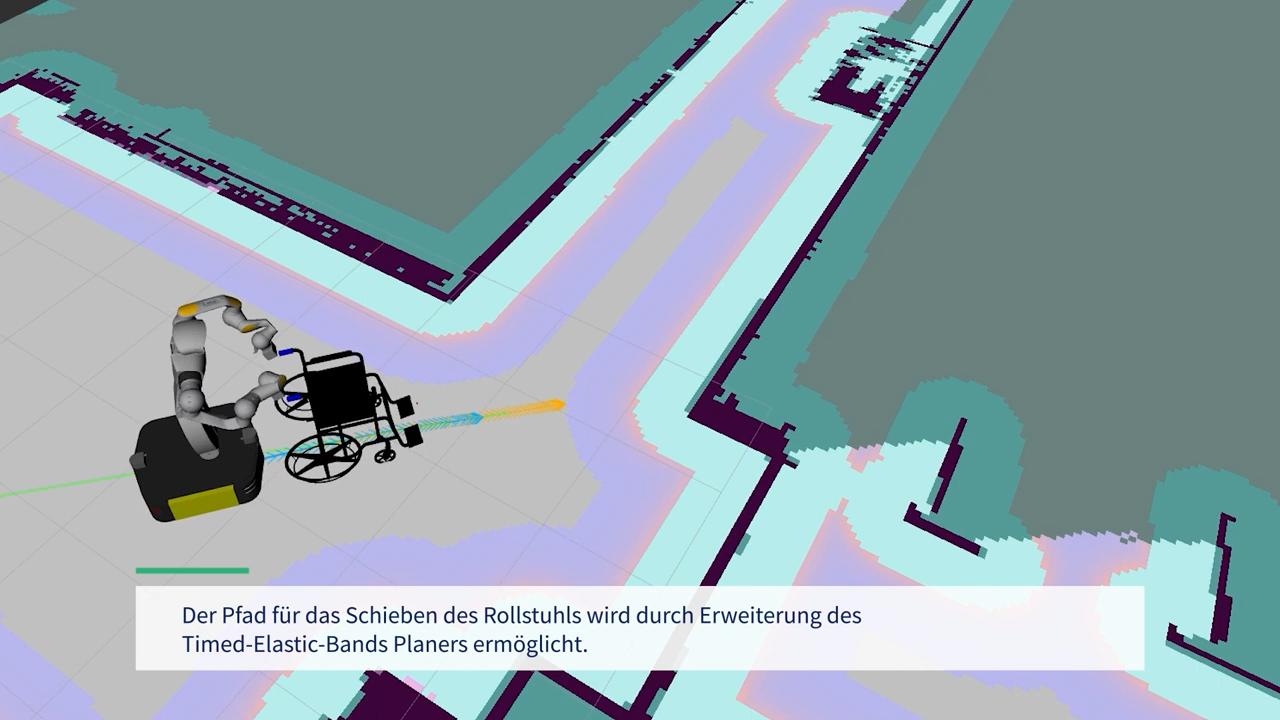 Der Pfad für das Schieben des Rollstuhls wird durch Erweiterung des
Timed-Elastic-Bands Planers ermöglicht.